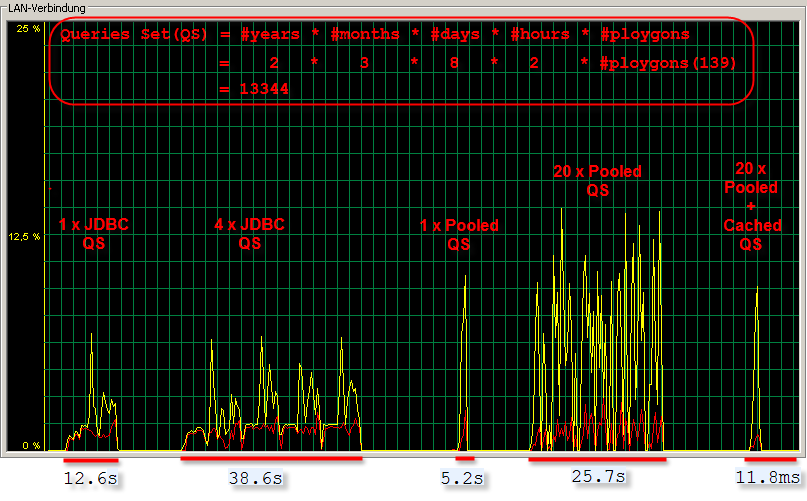 LAN-Verbindung
25 %
Queries Set(QS) = #years * #months * #days * #hours * #ploygons
= 2 * 3 * 8 * 2 * #ploygons(139)
= 13344
20 x Pooled
QS
20 x
Pooled
+
Cached
QS
1 x JDBC
QS
4 x JDBC
QS
1 x Pooled
QS
12,5 %
0 %
12.6s
38.6s
5.2s
25.7s
11.8ms